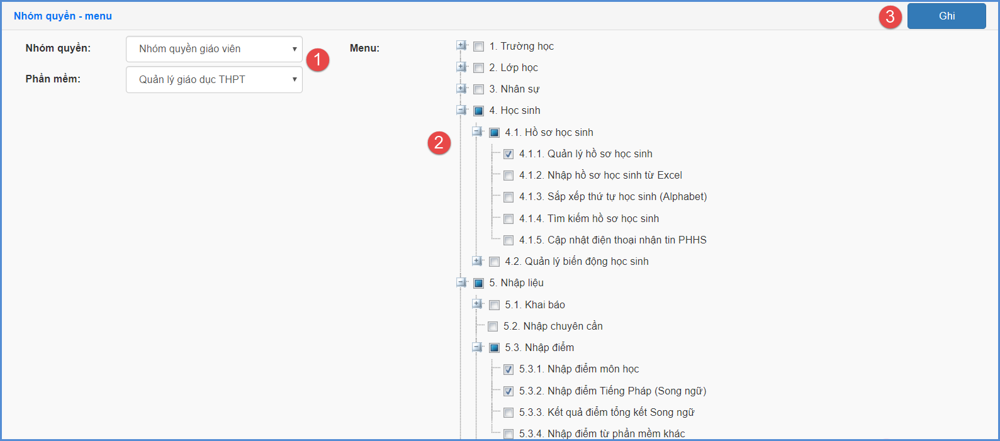 Nhóm quyền - menu
3
Ghi
Nhóm quyền:
Nhóm quyền giáo viên
1
Phần mềm:
Quản lý giáo dục THPT
Menu:
1. Trường học
2. Lớp học
3. Nhân sự
4. Học sinh
2
4.1. Hồ sơ học sinh
4.1.1. Quản lý hồ sơ học sinh
4.1.2. Nhập hồ sơ học sinh từ Excel
4.1.3. Sắp xếp thứ tự học sinh (Alphabet)
4.1.4. Tìm kiếm hồ sơ học sinh
4.1.5. Cập nhật điện thoại nhận tin PHHS
4.2. Quản lý biến động học sinh
5. Nhập liệu
5.1. Khai báo
5.2. Nhập chuyên cần
5.3. Nhập điểm
5.3.1. Nhập điểm môn học
5.3.2. Nhập điểm Tiếng Pháp (Song ngữ)
5.3.3. Kết quả điểm tổng kết Song ngữ
5.3.4. Nhập điểm từ phần mềm khác